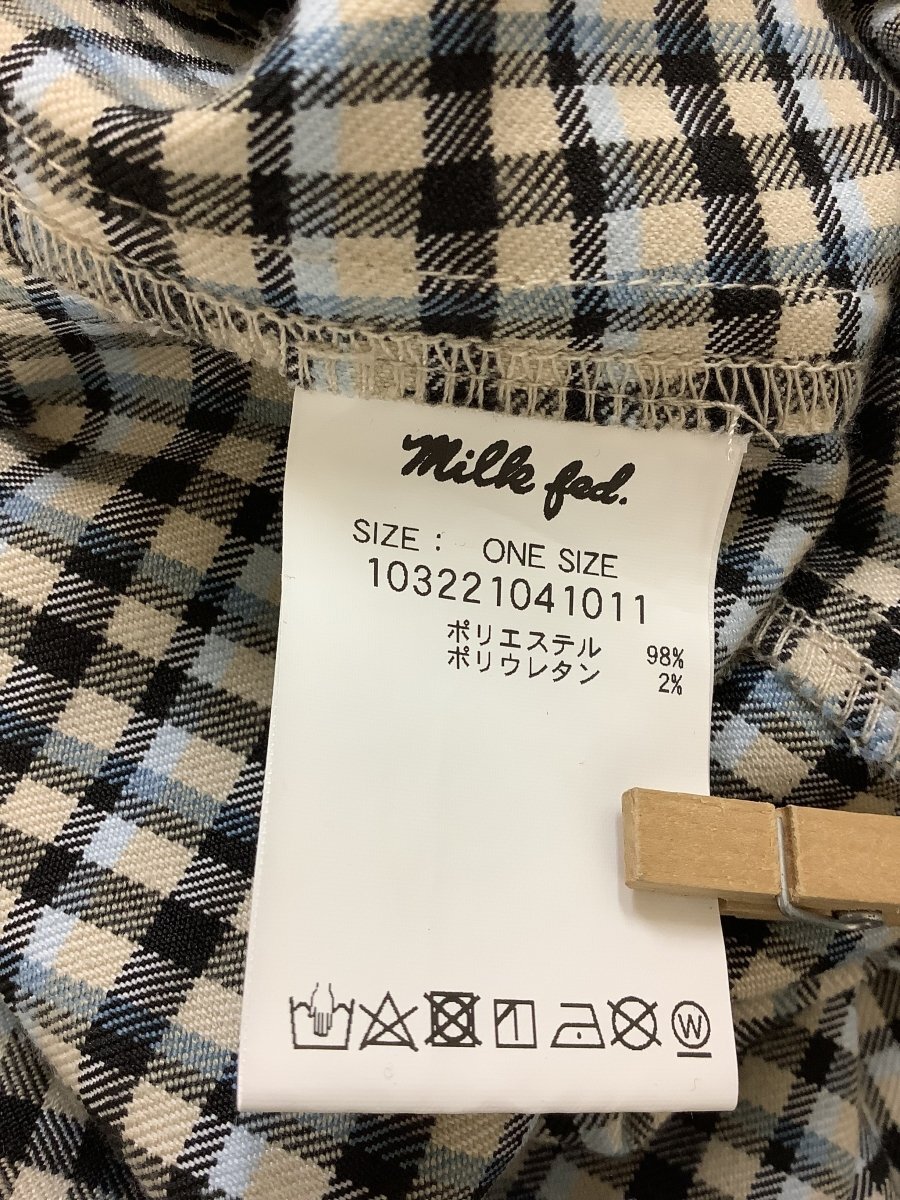 Milk fed.
SIZE : ONE SIZE
103221041011
ポリエステル 98%
ポリウレタン 2%
W